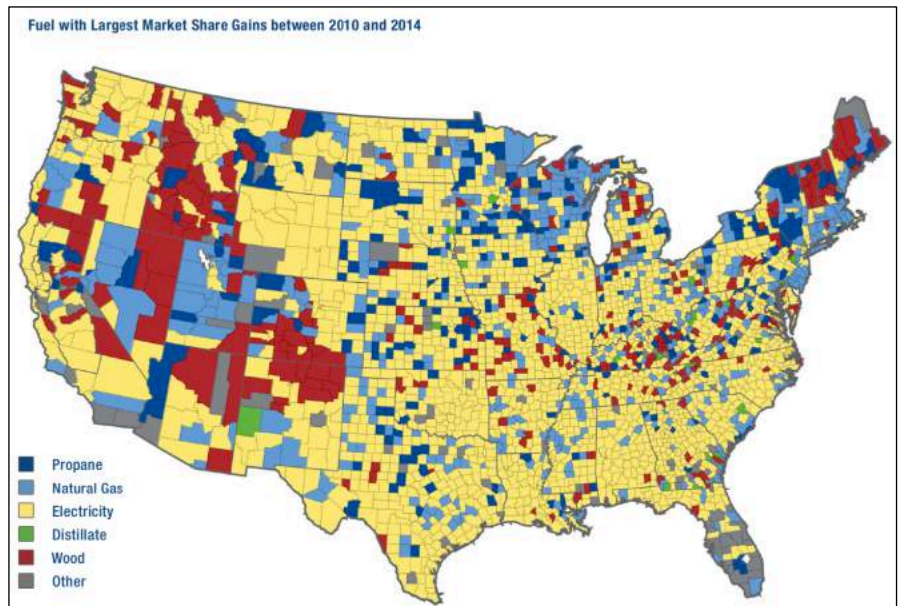 Fuel with Largest Market Share Gains between 2010 and 2014
Propane
Natural Gas
Electricity
Distillate
Wood
Other